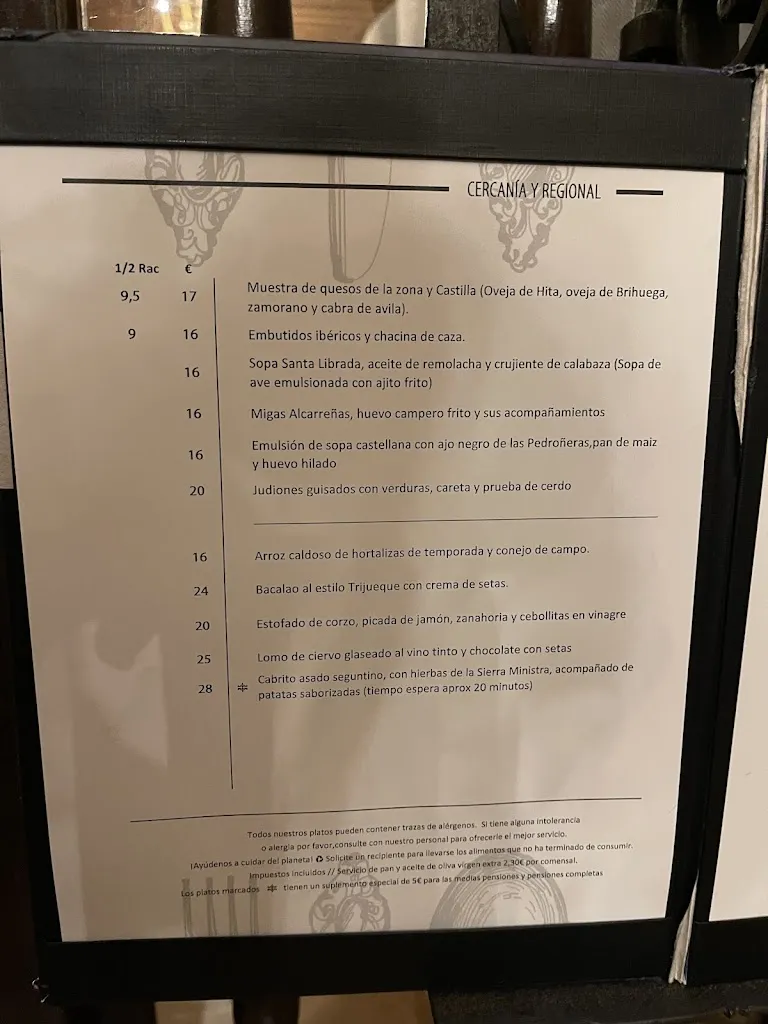 CERCANÍA Y REGIONAL
1/2 Rac €
9,5 17 Muestra de quesos de la zona y Castilla (Oveja de Hita, oveja de Brihuega,
zamorano y cabra de avila).
9 16 Embutidos ibéricos y chacina de caza.
16 Sopa Santa Librada, aceite de remolacha y crujiente de calabaza (Sopa de
ave emulsionada con ajito frito)
16 Migas Alcarreñas, huevo campero frito y sus acompañamientos
16 Emulsión de sopa castellana con ajo negro de las Pedroñeras,pan de maiz
y huevo hilado
20 Judiones guisados con verduras, careta y prueba de cerdo
16 Arroz caldoso de hortalizas de temporada y conejo de campo.
24 Bacalao al estilo Trijueque con crema de setas.
20 Estofado de corzo, picada de jamón, zanahoria y cebollitas en vinagre
25 Lomo de ciervo glaseado al vino tinto y chocolate con setas
28 Cabrito asado seguntino, con hierbas de la Sierra Ministra, acompañado de
patatas saborizadas (tiempo espera aprox 20 minutos)
Todos nuestros platos pueden contener trazas de alérgenos. Si tiene alguna intolerancia
o alergia por favor,consulte con nuestro personal para ofrecerle el mejor servicio.
¡Ayúdenos a cuidar del planeta! ♻ Solicite un recipiente para llevarse los alimentos que no ha terminado de consumir.
Impuestos incluidos // Servicio de pan y aceite de oliva virgen extra 2,30€ por comensal.
Los platos marcados tienen un suplemento especial de 5€ para las medias pensiones y pensiones completas